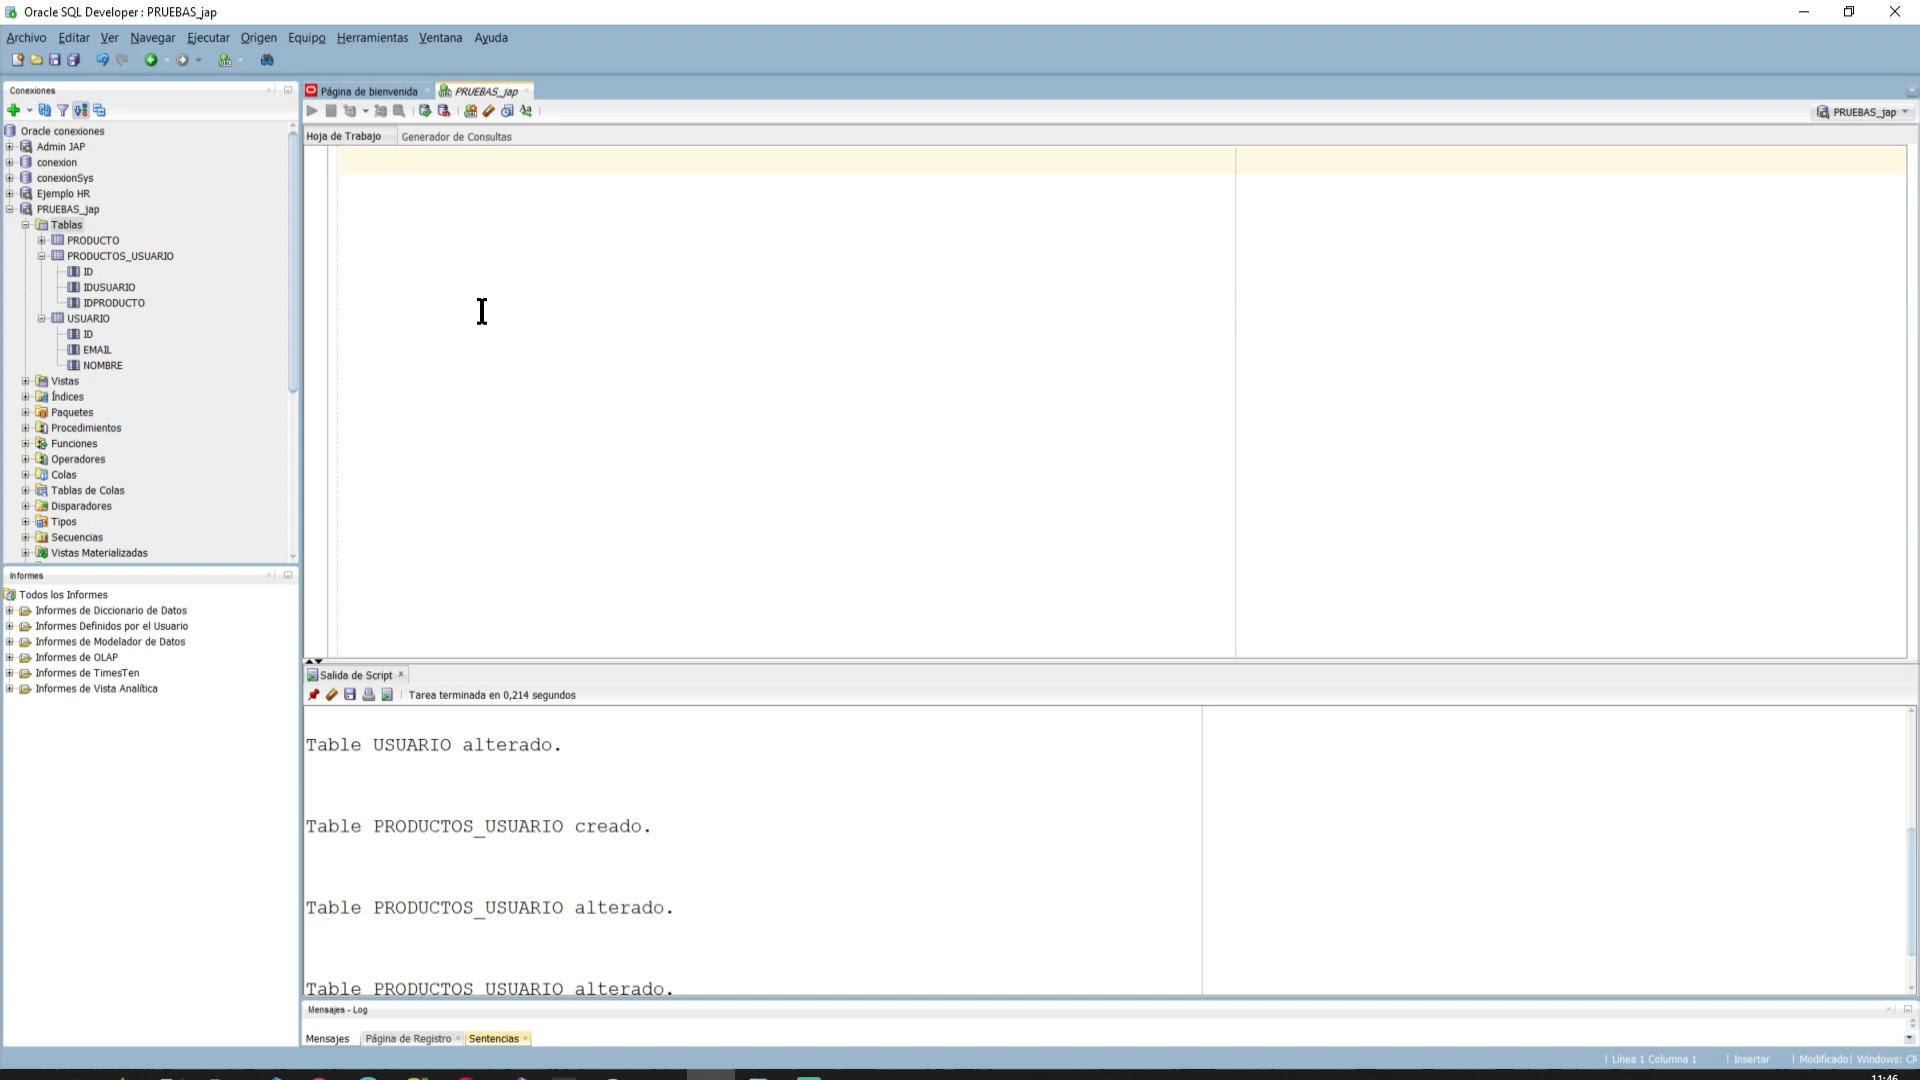 Oracle SQL Developer : PRUEBAS_jap
Archivo Editar Ver Navegar Ejecutar Origen Equipo Herramientas Ventana Ayuda
Conexiones
Oracle conexiones
Admin JAP
conexion
conexionSys
Ejemplo HR
PRUEBAS_jap
Tablas
PRODUCTO
PRODUCTOS_USUARIO
ID
IDUSUARIO
IDPRODUCTO
USUARIO
ID
EMAIL
NOMBRE
Vistas
Índices
Paquetes
Procedimientos
Funciones
Operadores
Colas
Tablas de Colas
Disparadores
Tipos
Secuencias
Vistas Materializadas
Informes
Todos los Informes
Informes de Diccionario de Datos
Informes Definidos por el Usuario
Informes de Modelador de Datos
Informes de OLAP
Informes de TimesTen
Informes de Vista Analítica
Página de bienvenida PRUEBAS_jap
PRUEBAS_jap
Hoja de Trabajo Generador de Consultas
Salida de Script
Tarea terminada en 0,214 segundos
Table USUARIO alterado.
Table PRODUCTOS_USUARIO creado.
Table PRODUCTOS_USUARIO alterado.
Table PRODUCTOS_USUARIO alterado.
Mensajes - Log
Mensajes Página de Registro Sentencias
Línea 1 Columna 1 Insertar Modificado Windows: CF
11:46